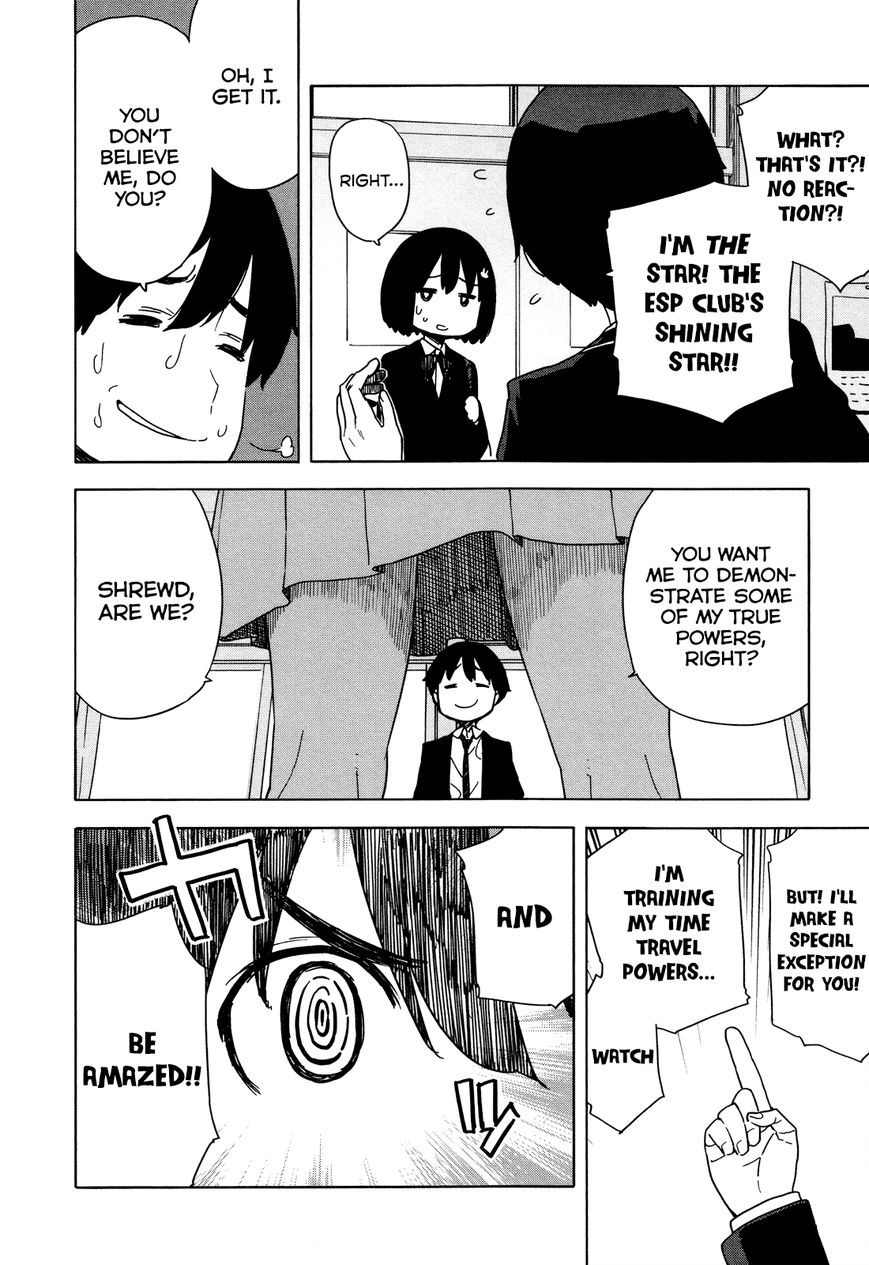 WHAT?
THAT'S IT?!
NO REAC-
TION?!
I'M THE
STAR! THE
ESP CLUB'S
SHINING
STAR!!
RIGHT...
OH, I
GET IT.
YOU
DON'T
BELIEVE
ME, DO
YOU?
YOU WANT
ME TO DEMON-
STRATE SOME
OF MY TRUE
POWERS,
RIGHT?
SHREWD,
ARE WE?
BUT! I'LL
MAKE A
SPECIAL
EXCEPTION
FOR YOU!
I'M
TRAINING
MY TIME
TRAVEL
POWERS...
WATCH
AND
カッ
BE
AMAZED!!